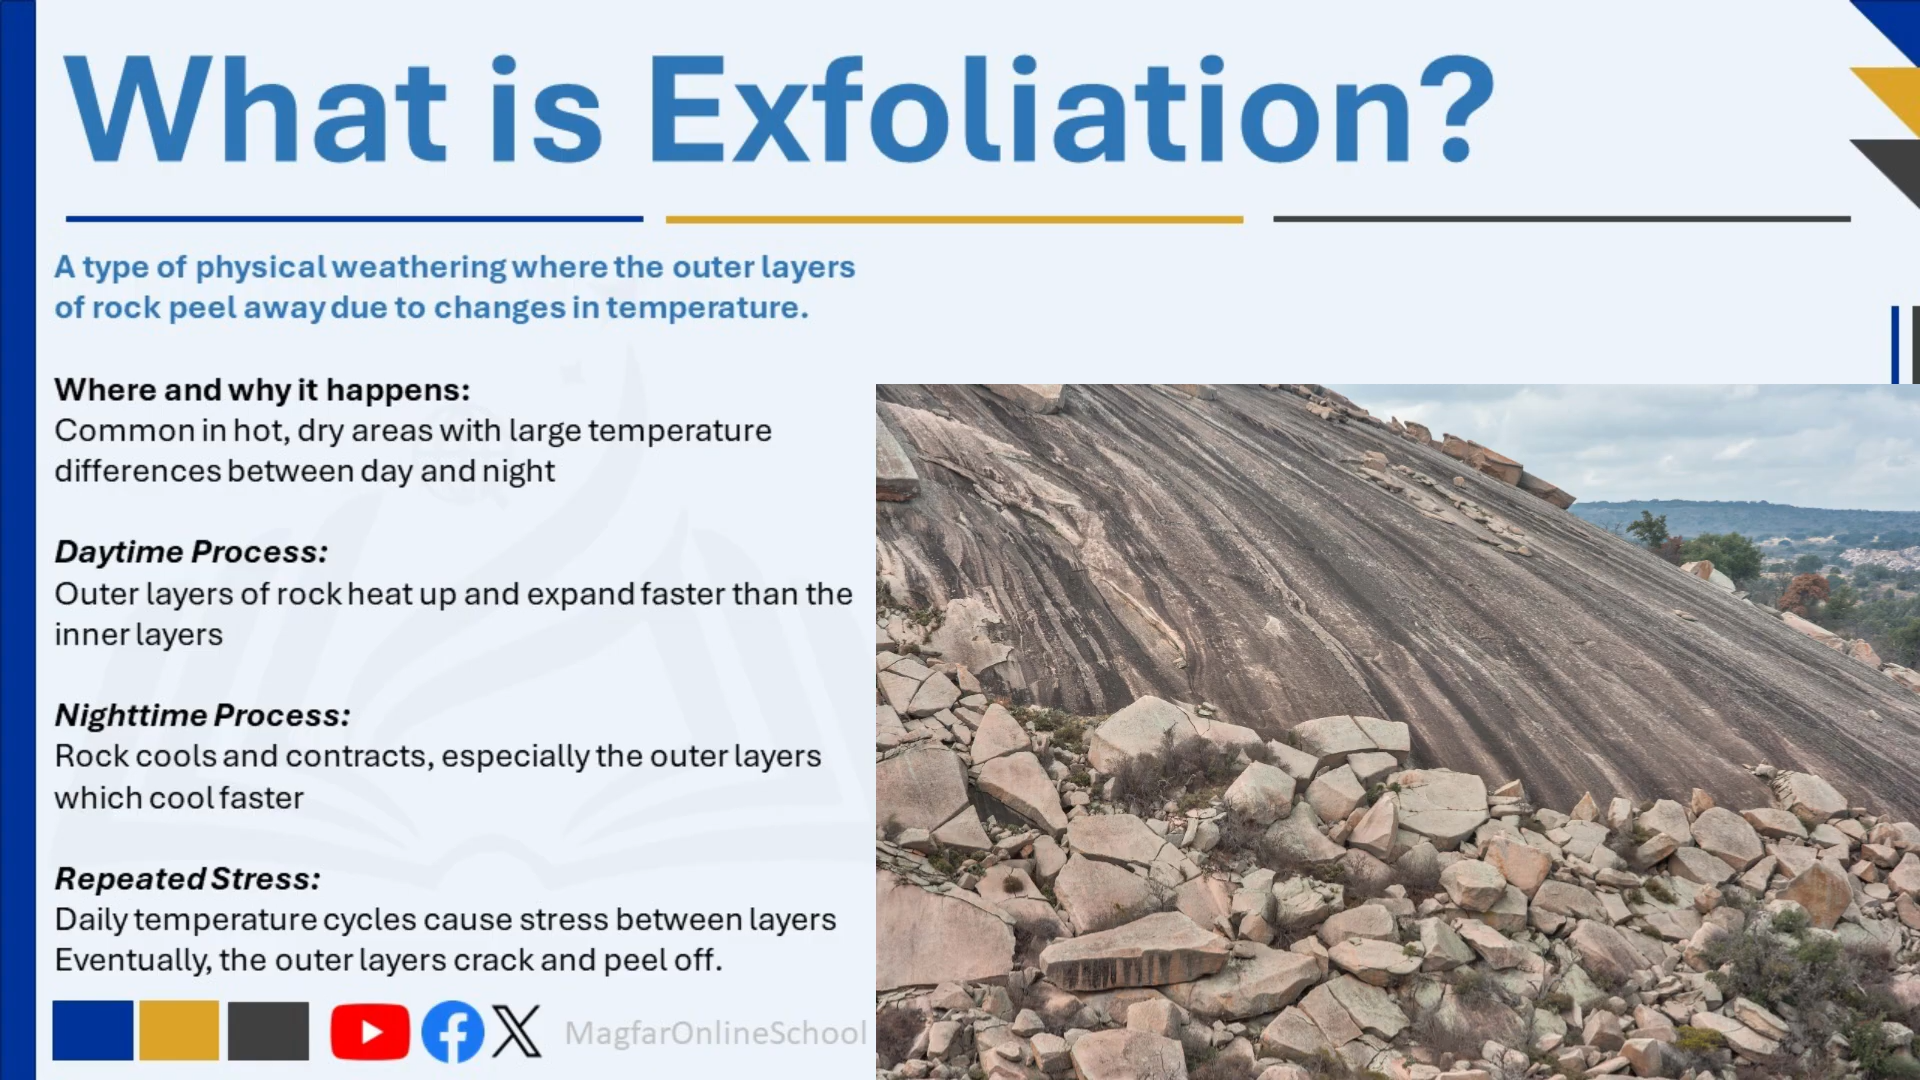 What is Exfoliation?
A type of physical weathering where the outer layers
of rock peel away due to changes in temperature.
Where and why it happens:
Common in hot, dry areas with large temperature
differences between day and night
Daytime Process:
Outer layers of rock heat up and expand faster than the
inner layers
Nighttime Process:
Rock cools and contracts, especially the outer layers
which cool faster
Repeated Stress:
Daily temperature cycles cause stress between layers
Eventually, the outer layers crack and peel off.
MagfarOnlineSchool